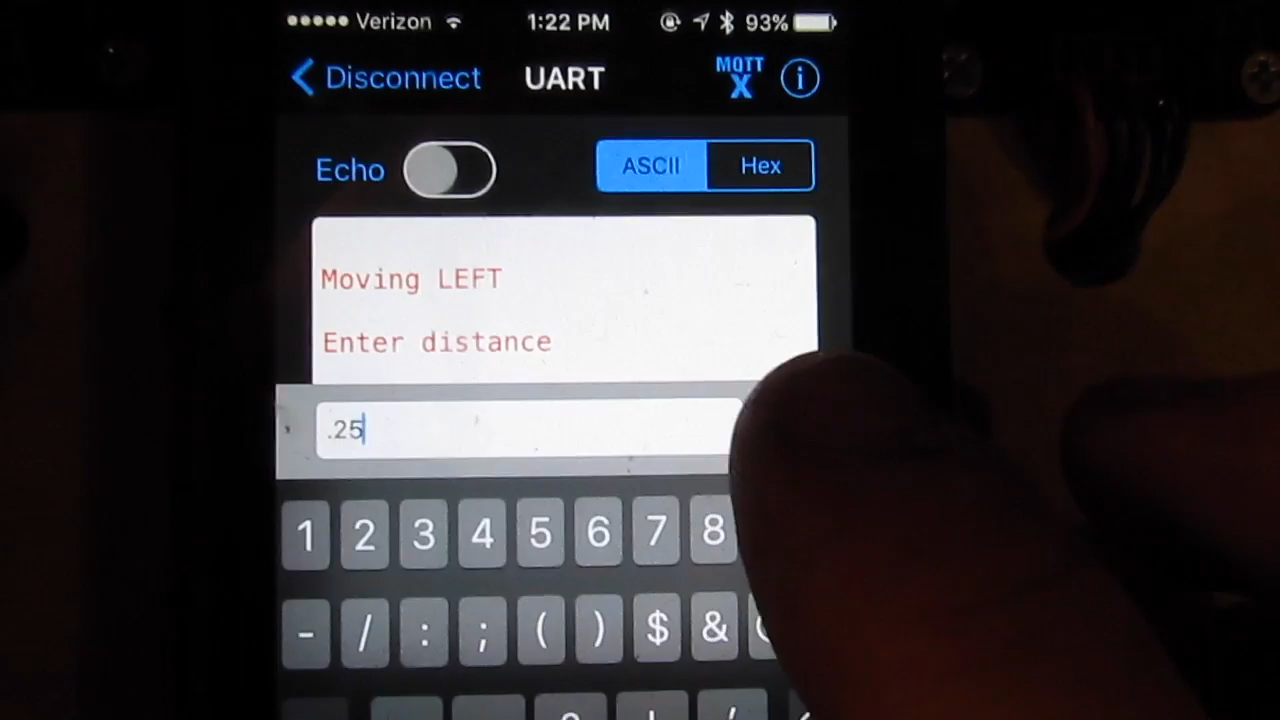 Verizon 1:22 PM 93%
Disconnect UART MQTT X i
Echo ASCII Hex
Moving LEFT
Enter distance
.25
1 2 3 4 5 6 7 8
- / : ; ( ) $ &